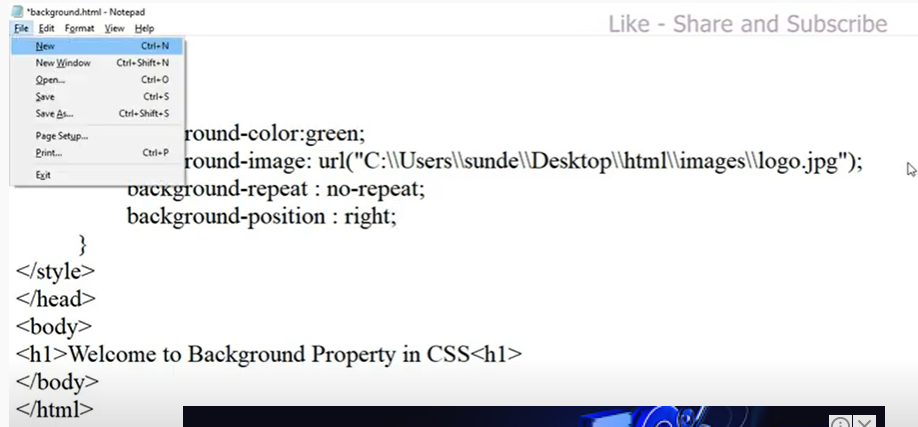 *background.html - Notepad
File Edit Format View Help
Like - Share and Subscribe
New Ctrl+N
New Window Ctrl+Shift+N
Open... Ctrl+O
Save Ctrl+S
Save As... Ctrl+Shift+S
Page Setup...
Print... Ctrl+P
Exit
round-color:green;
round-image: url("C:\\Users\\sunde\\Desktop\\html\\images\\logo.jpg");
background-repeat : no-repeat;
background-position : right;
}
</style>
</head>
<body>
<h1>Welcome to Background Property in CSS<h1>
</body>
</html>